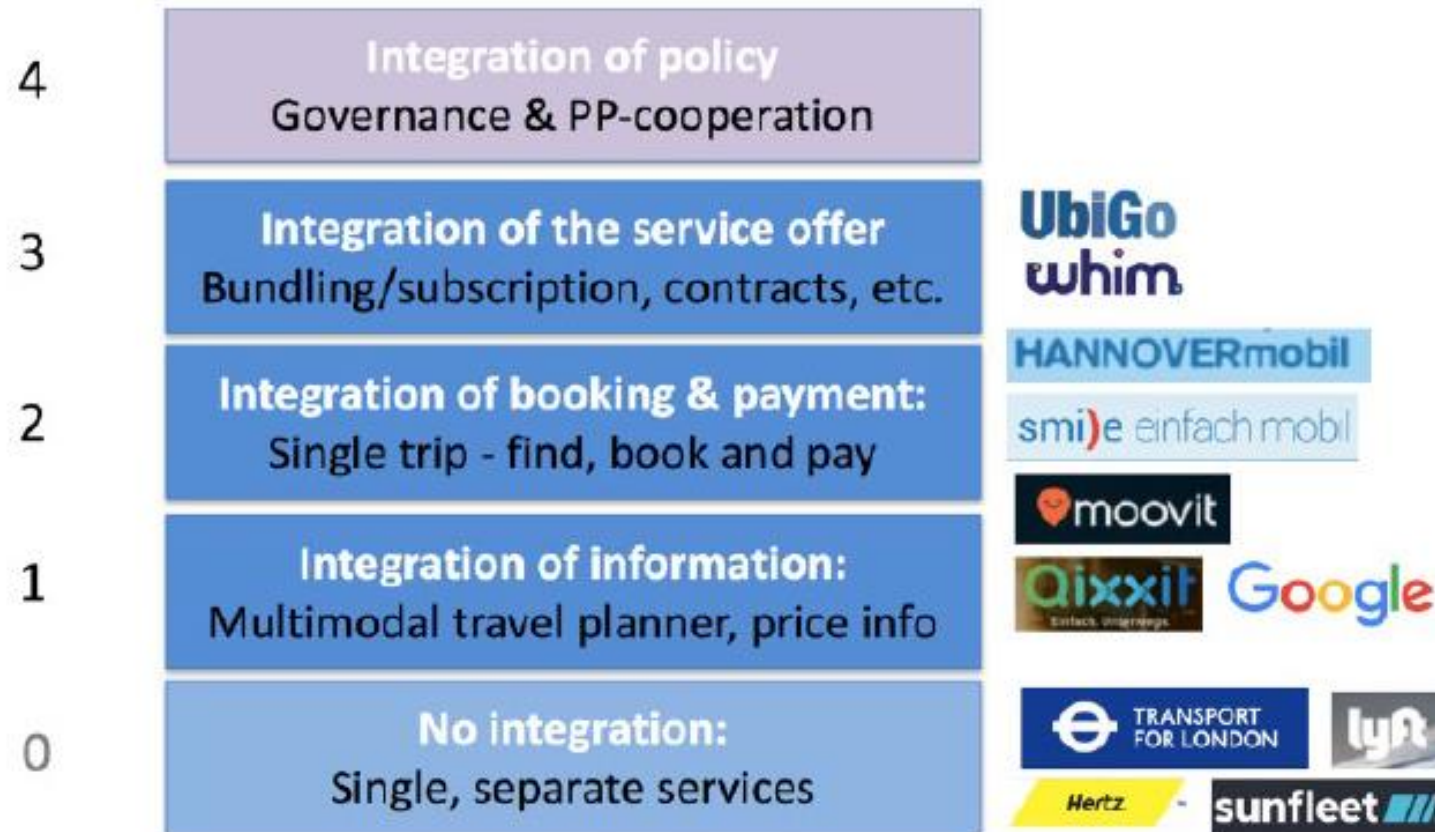 4
Integration of policy
Governance & PP-cooperation
3
Integration of the service offer
Bundling/subscription, contracts, etc.
UbiGo
whim
2
Integration of booking & payment:
Single trip - find, book and pay
HANNOVERmobil
smile einfach mobil
1
Integration of information:
Multimodal travel planner, price info
moovit
Qixxit Google
Einfach. Unterwegs.
0
No integration:
Single, separate services
TRANSPORT
FOR LONDON
lyft
Hertz - sunfleet